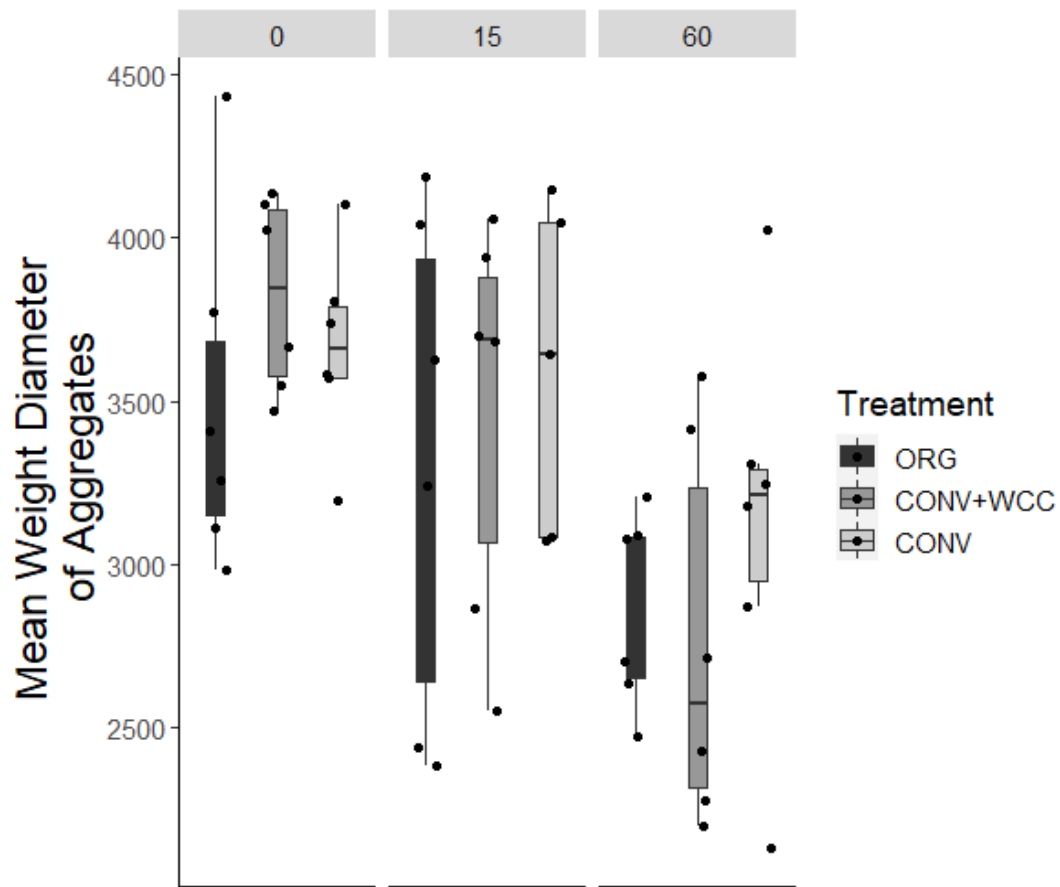 0
15
60
4500
4000
3500
3000
2500
Mean Weight Diameter
of Aggregates
Treatment
ORG
CONV+WCC
CONV